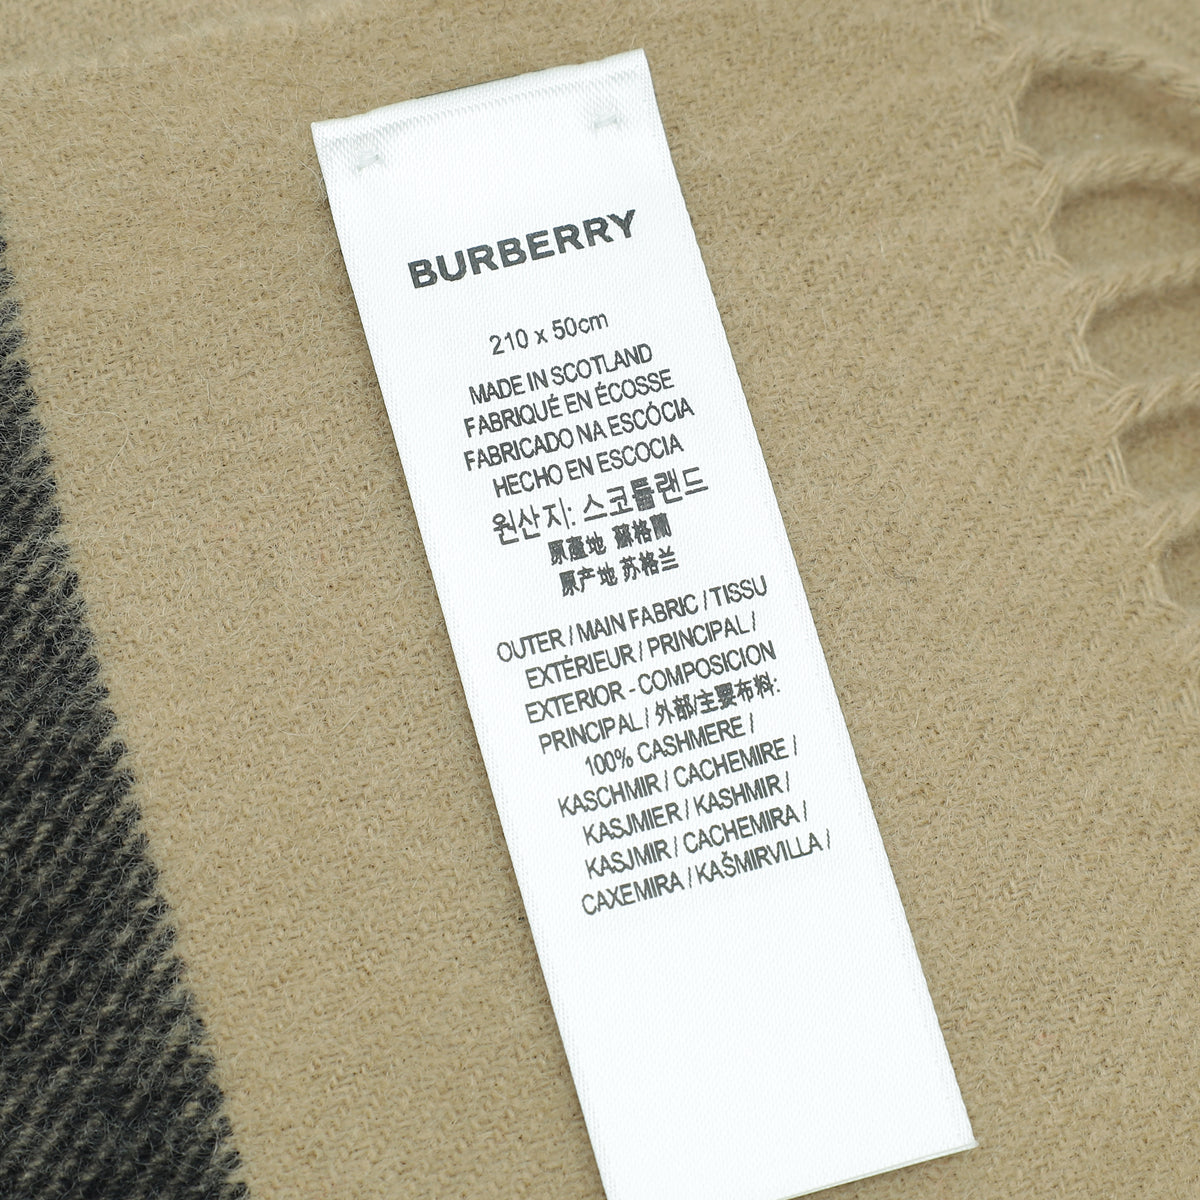 BURBERRY
210 x 50cm
MADE IN SCOTLAND
FABRIQUÉ EN ÉCOSSE
FABRICADO NA ESCÓCIA
HECHO EN ESCOCIA
원산지: 스코틀랜드
原產地 蘇格蘭
原产地 苏格兰
OUTER / MAIN FABRIC / TISSU
EXTÉRIEUR / PRINCIPAL /
EXTERIOR - COMPOSICION
PRINCIPAL / 外部/主要布料:
100% CASHMERE /
KASCHMIR / CACHEMIRE /
KASJMIER / KASHMIR /
KASJMIR / CACHEMIRA /
CAXEMIRA / KAŠMIRVILLA /